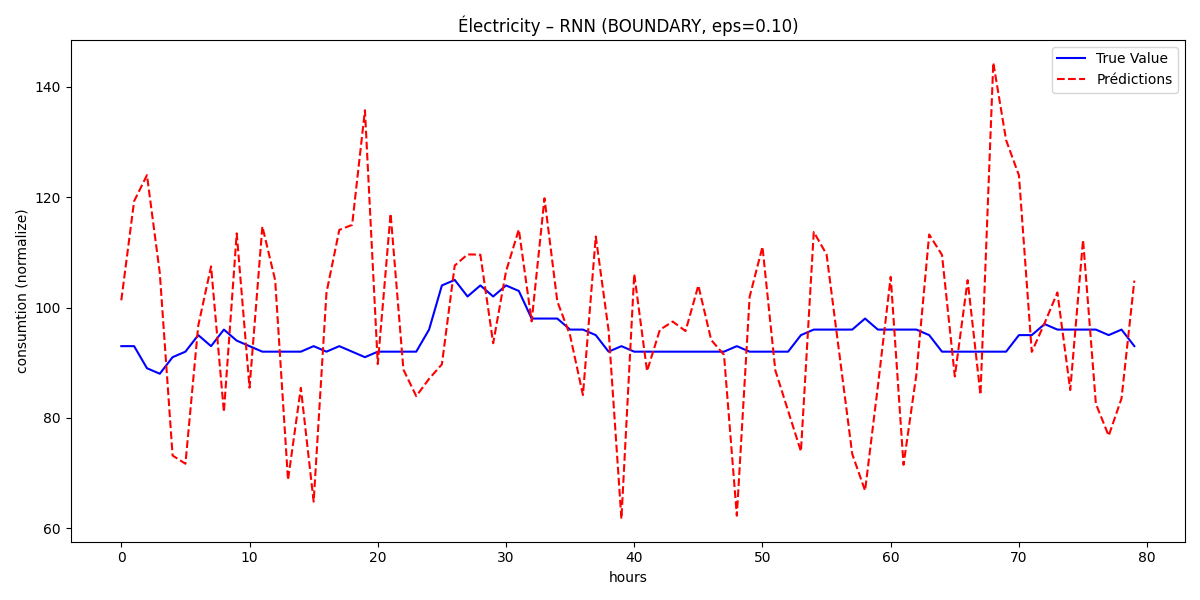 Électricity – RNN (BOUNDARY, eps=0.10)
True Value
Prédictions
consumtion (normalize)
140
120
100
80
60
0 10 20 30 40 50 60 70 80
hours